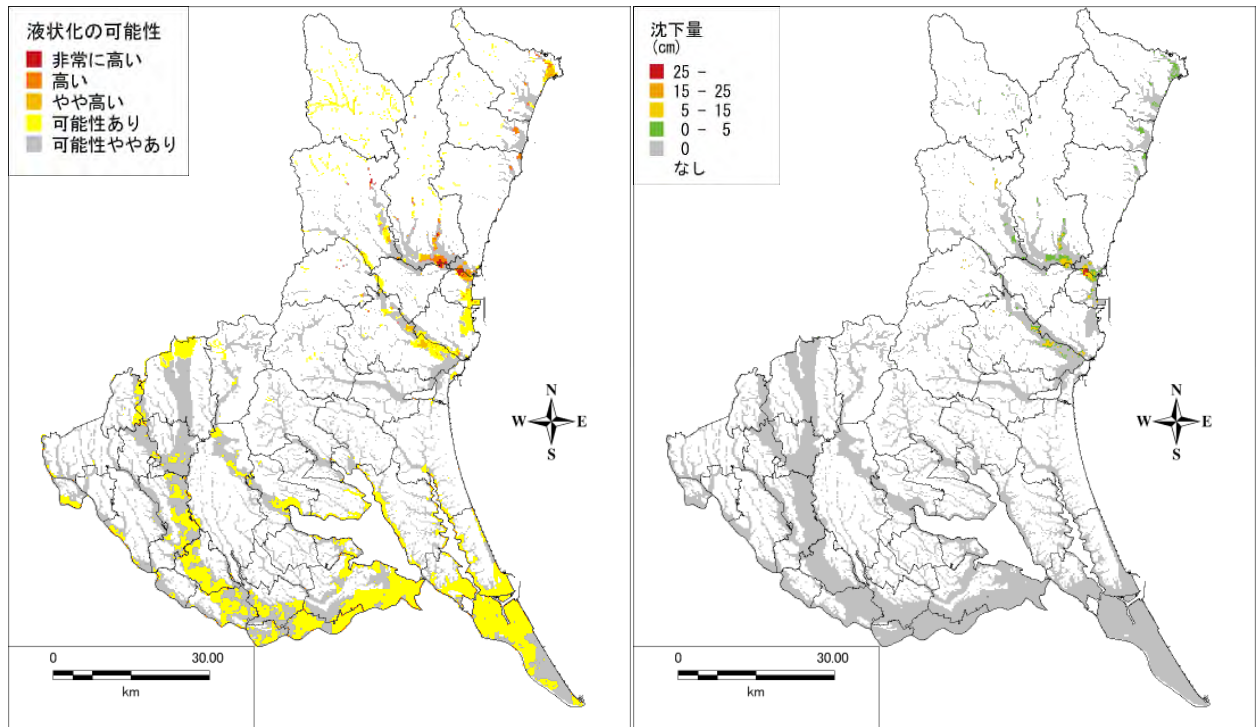 液状化の可能性
非常に高い
高い
やや高い
可能性あり
可能性ややあり
N
W E
S
0 30.00
km
沈下量
(cm)
25 -
15 - 25
5 - 15
0 - 5
0
なし
N
W E
S
0 30.00
km